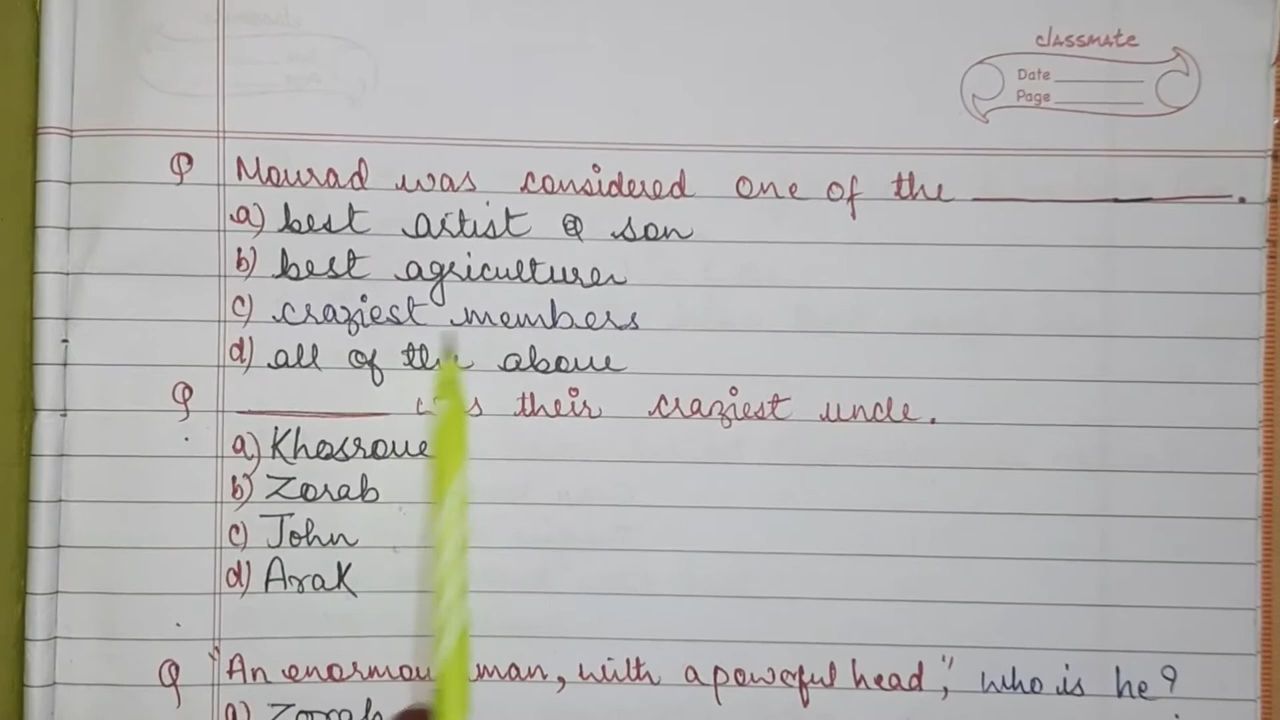 classmate
Date
Page
Q Mourad was considered one of the ________.
a) best artist & son
b) best agriculturer
c) craziest members
d) all of the above
Q ________ was their craziest uncle.
a) Khosrove
b) Zorab
c) John
d) Arak
Q "An enormous man, with a powerful head", who is he?
a) Zorab